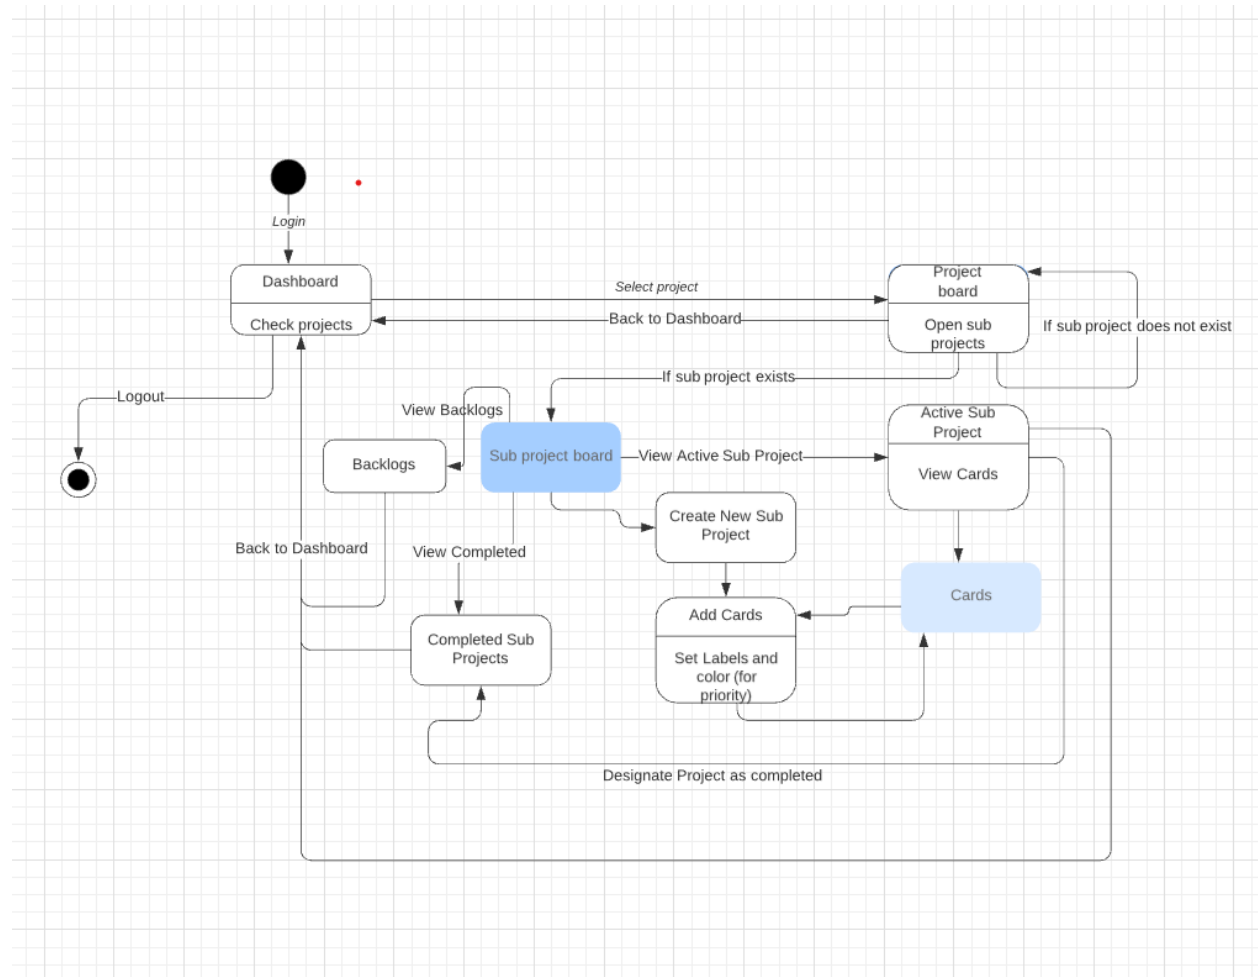 Login
Dashboard
Check projects
Select project
Back to Dashboard
Project
board
Open sub
projects
If sub project does not exist
If sub project exists
Logout
View Backlogs
Backlogs
Sub project board
View Active Sub Project
Active Sub
Project
View Cards
Create New Sub
Project
Back to Dashboard
View Completed
Cards
Completed Sub
Projects
Add Cards
Set Labels and
color (for
priority)
Designate Project as completed